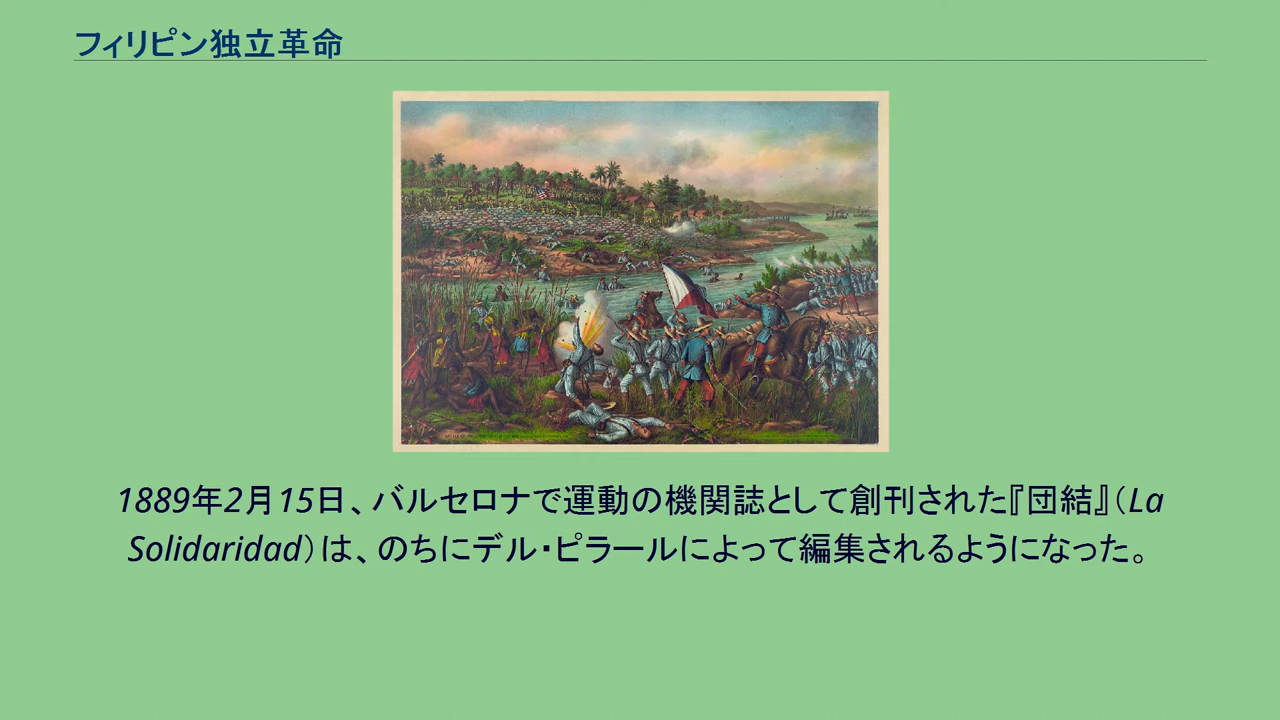 フィリピン独立革命
1889年2月15日、バルセロナで運動の機関誌として創刊された『団結』（La
Solidaridad）は、のちにデル・ピラールによって編集されるようになった。